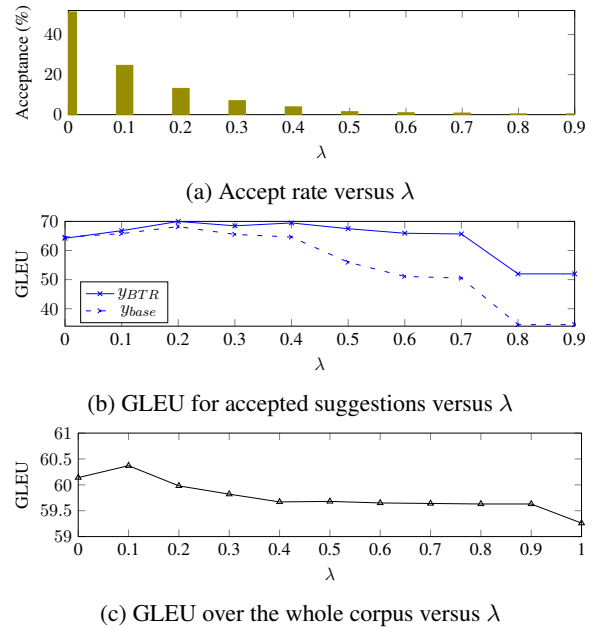 Acceptance (%)
40
20
0
0 0.1 0.2 0.3 0.4 0.5 0.6 0.7 0.8 0.9
λ
(a) Accept rate versus λ
GLEU
70
60
50
40
y_BTR
y_base
0 0.1 0.2 0.3 0.4 0.5 0.6 0.7 0.8 0.9
λ
(b) GLEU for accepted suggestions versus λ
GLEU
61
60.5
60
59.5
59
0 0.1 0.2 0.3 0.4 0.5 0.6 0.7 0.8 0.9 1
λ
(c) GLEU over the whole corpus versus λ